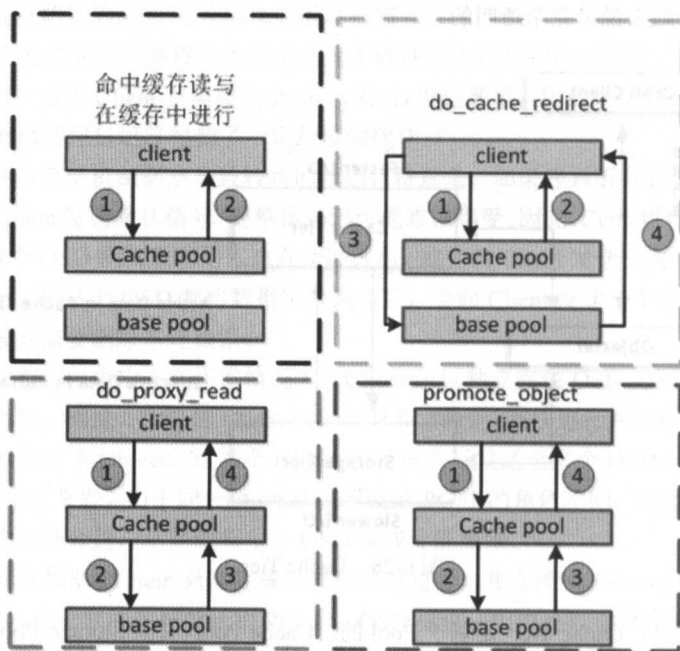 命中缓存读写
在缓存中进行
client
1
2
Cache pool
base pool
do_cache_redirect
client
1
2
3
4
Cache pool
base pool
do_proxy_read
client
1
4
Cache pool
2
3
base pool
promote_object
client
1
4
Cache pool
2
3
base pool